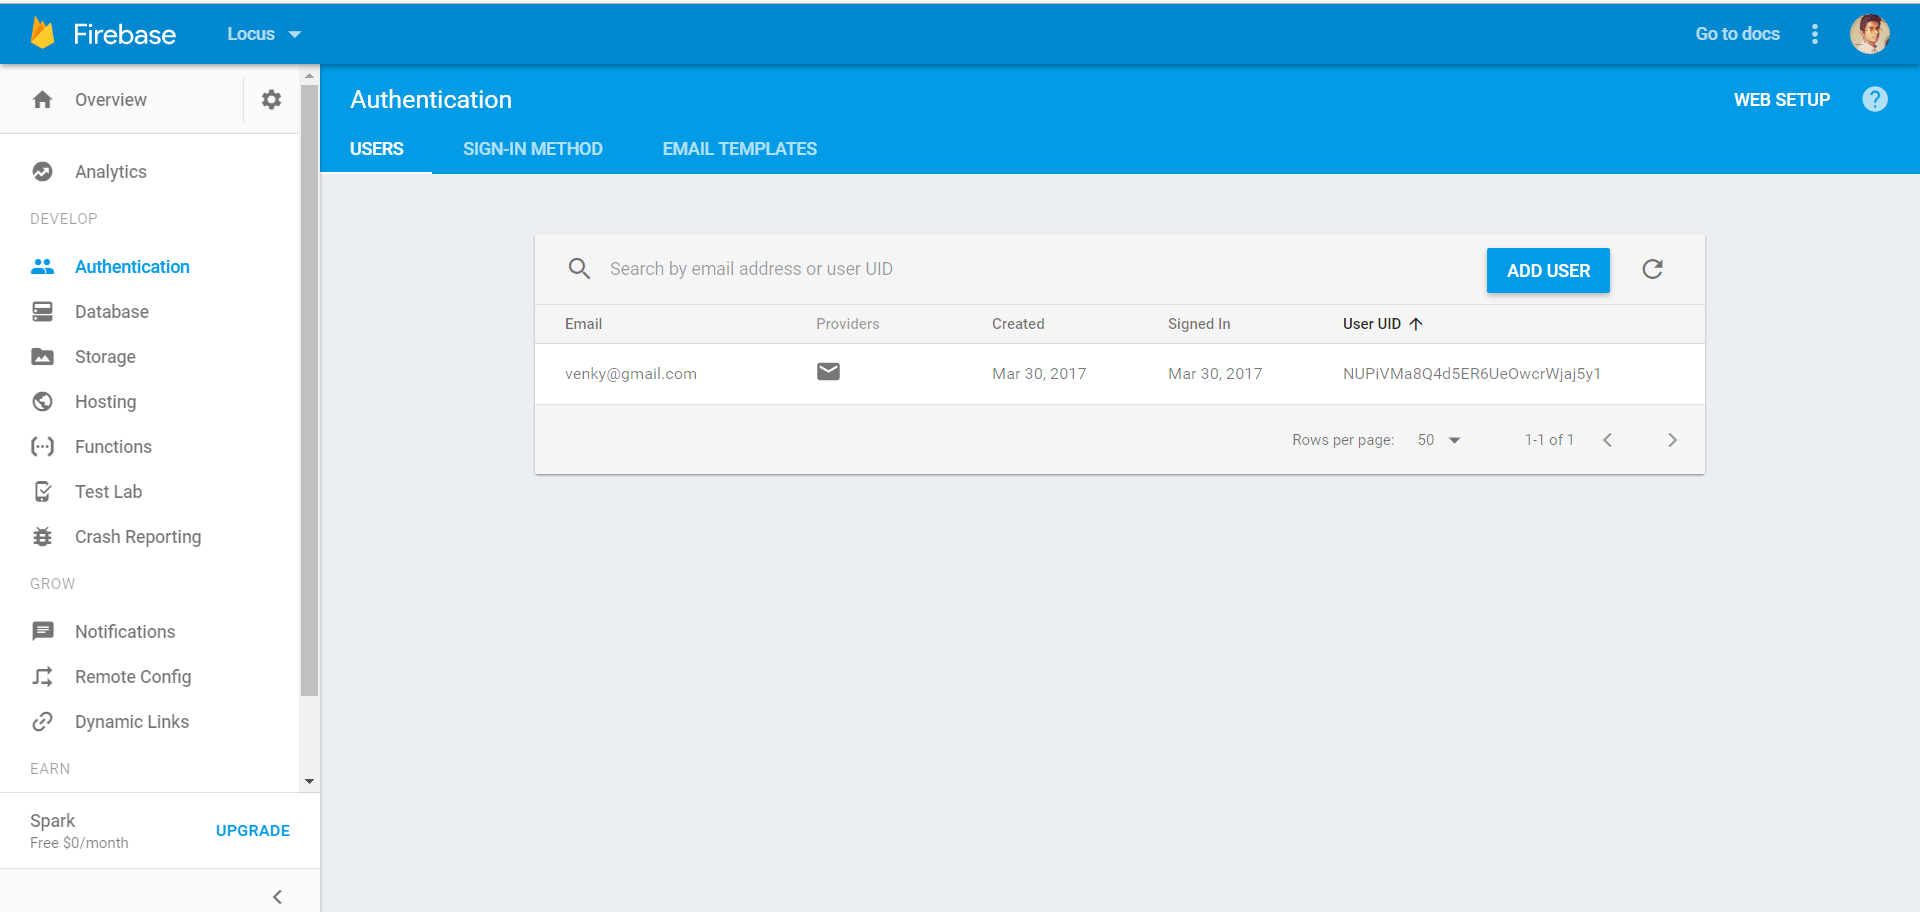 Firebase Locus Go to docs
Overview
Authentication WEB SETUP ?
USERS SIGN-IN METHOD EMAIL TEMPLATES
Analytics
DEVELOP
Authentication
Database
Storage
Hosting
Functions
Test Lab
Crash Reporting
GROW
Notifications
Remote Config
Dynamic Links
EARN
Spark
Free $0/month
UPGRADE
Search by email address or user UID ADD USER
Email Providers Created Signed In User UID
venky@gmail.com Mar 30, 2017 Mar 30, 2017 NUPiVMa8Q4d5ER6UeOwcrWjaj5y1
Rows per page: 50 1-1 of 1